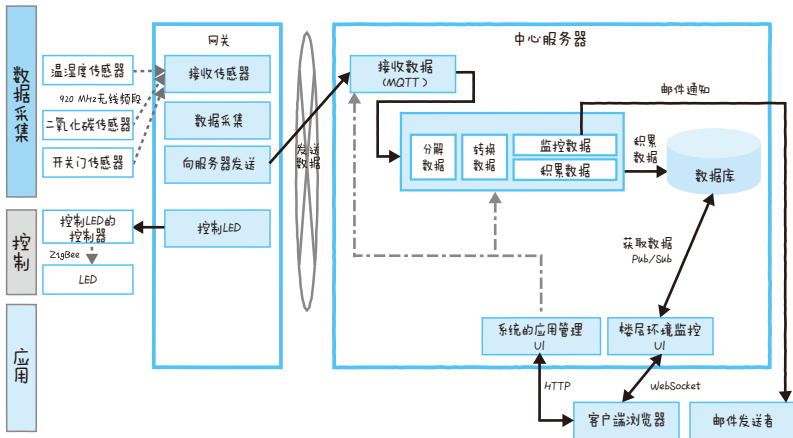 数据采集
控制
应用
温湿度传感器
920 MHz无线频段
二氧化碳传感器
开关门传感器
控制LED的
控制器
ZigBee
LED
网关
接收传感器
数据采集
向服务器发送
控制LED
发送
数据
中心服务器
接收数据
(MQTT)
邮件通知
分解
数据
转换
数据
监控数据
积累数据
积累
数据
数据库
获取数据
Pub/Sub
系统的应用管理
UI
楼层环境监控
UI
HTTP
WebSocket
客户端浏览器
邮件发送者